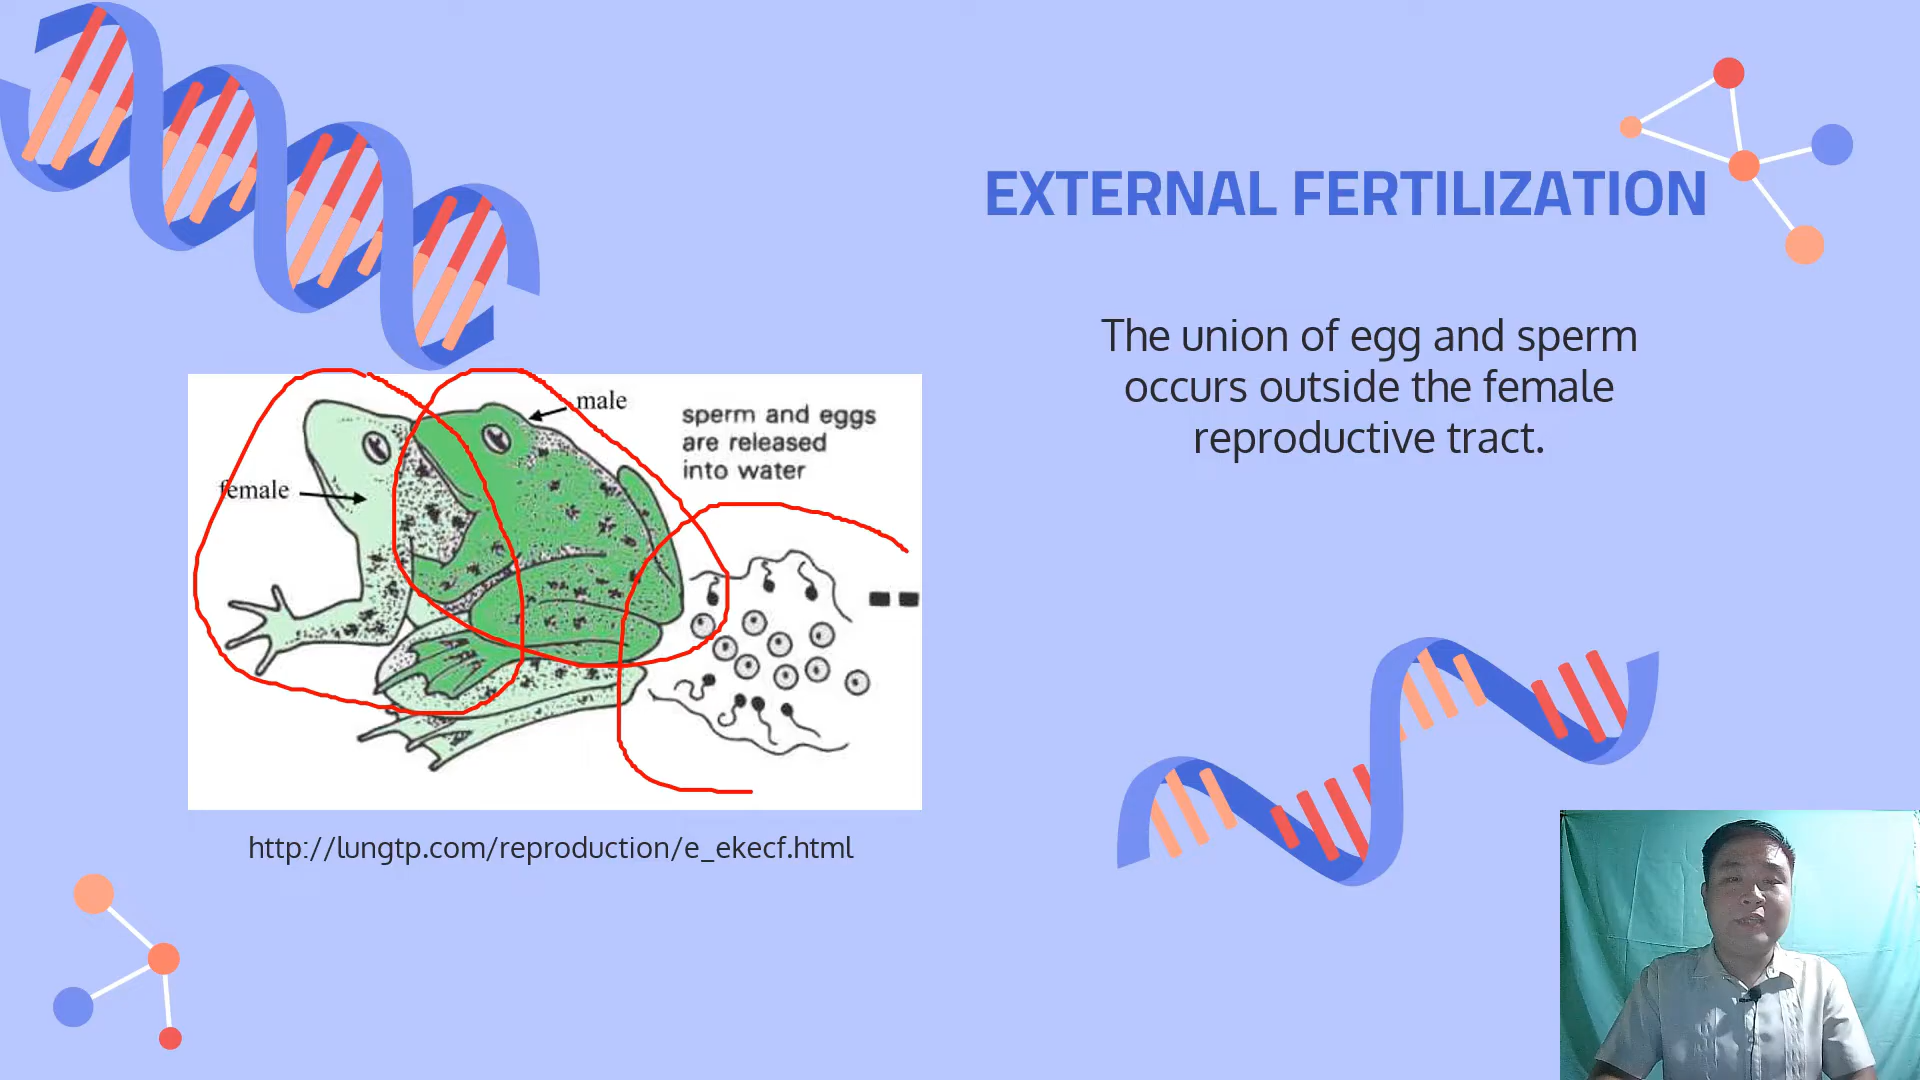 EXTERNAL FERTILIZATION
The union of egg and sperm
occurs outside the female
reproductive tract.
male
female
sperm and eggs
are released
into water
http://lungtp.com/reproduction/e_ekecf.html